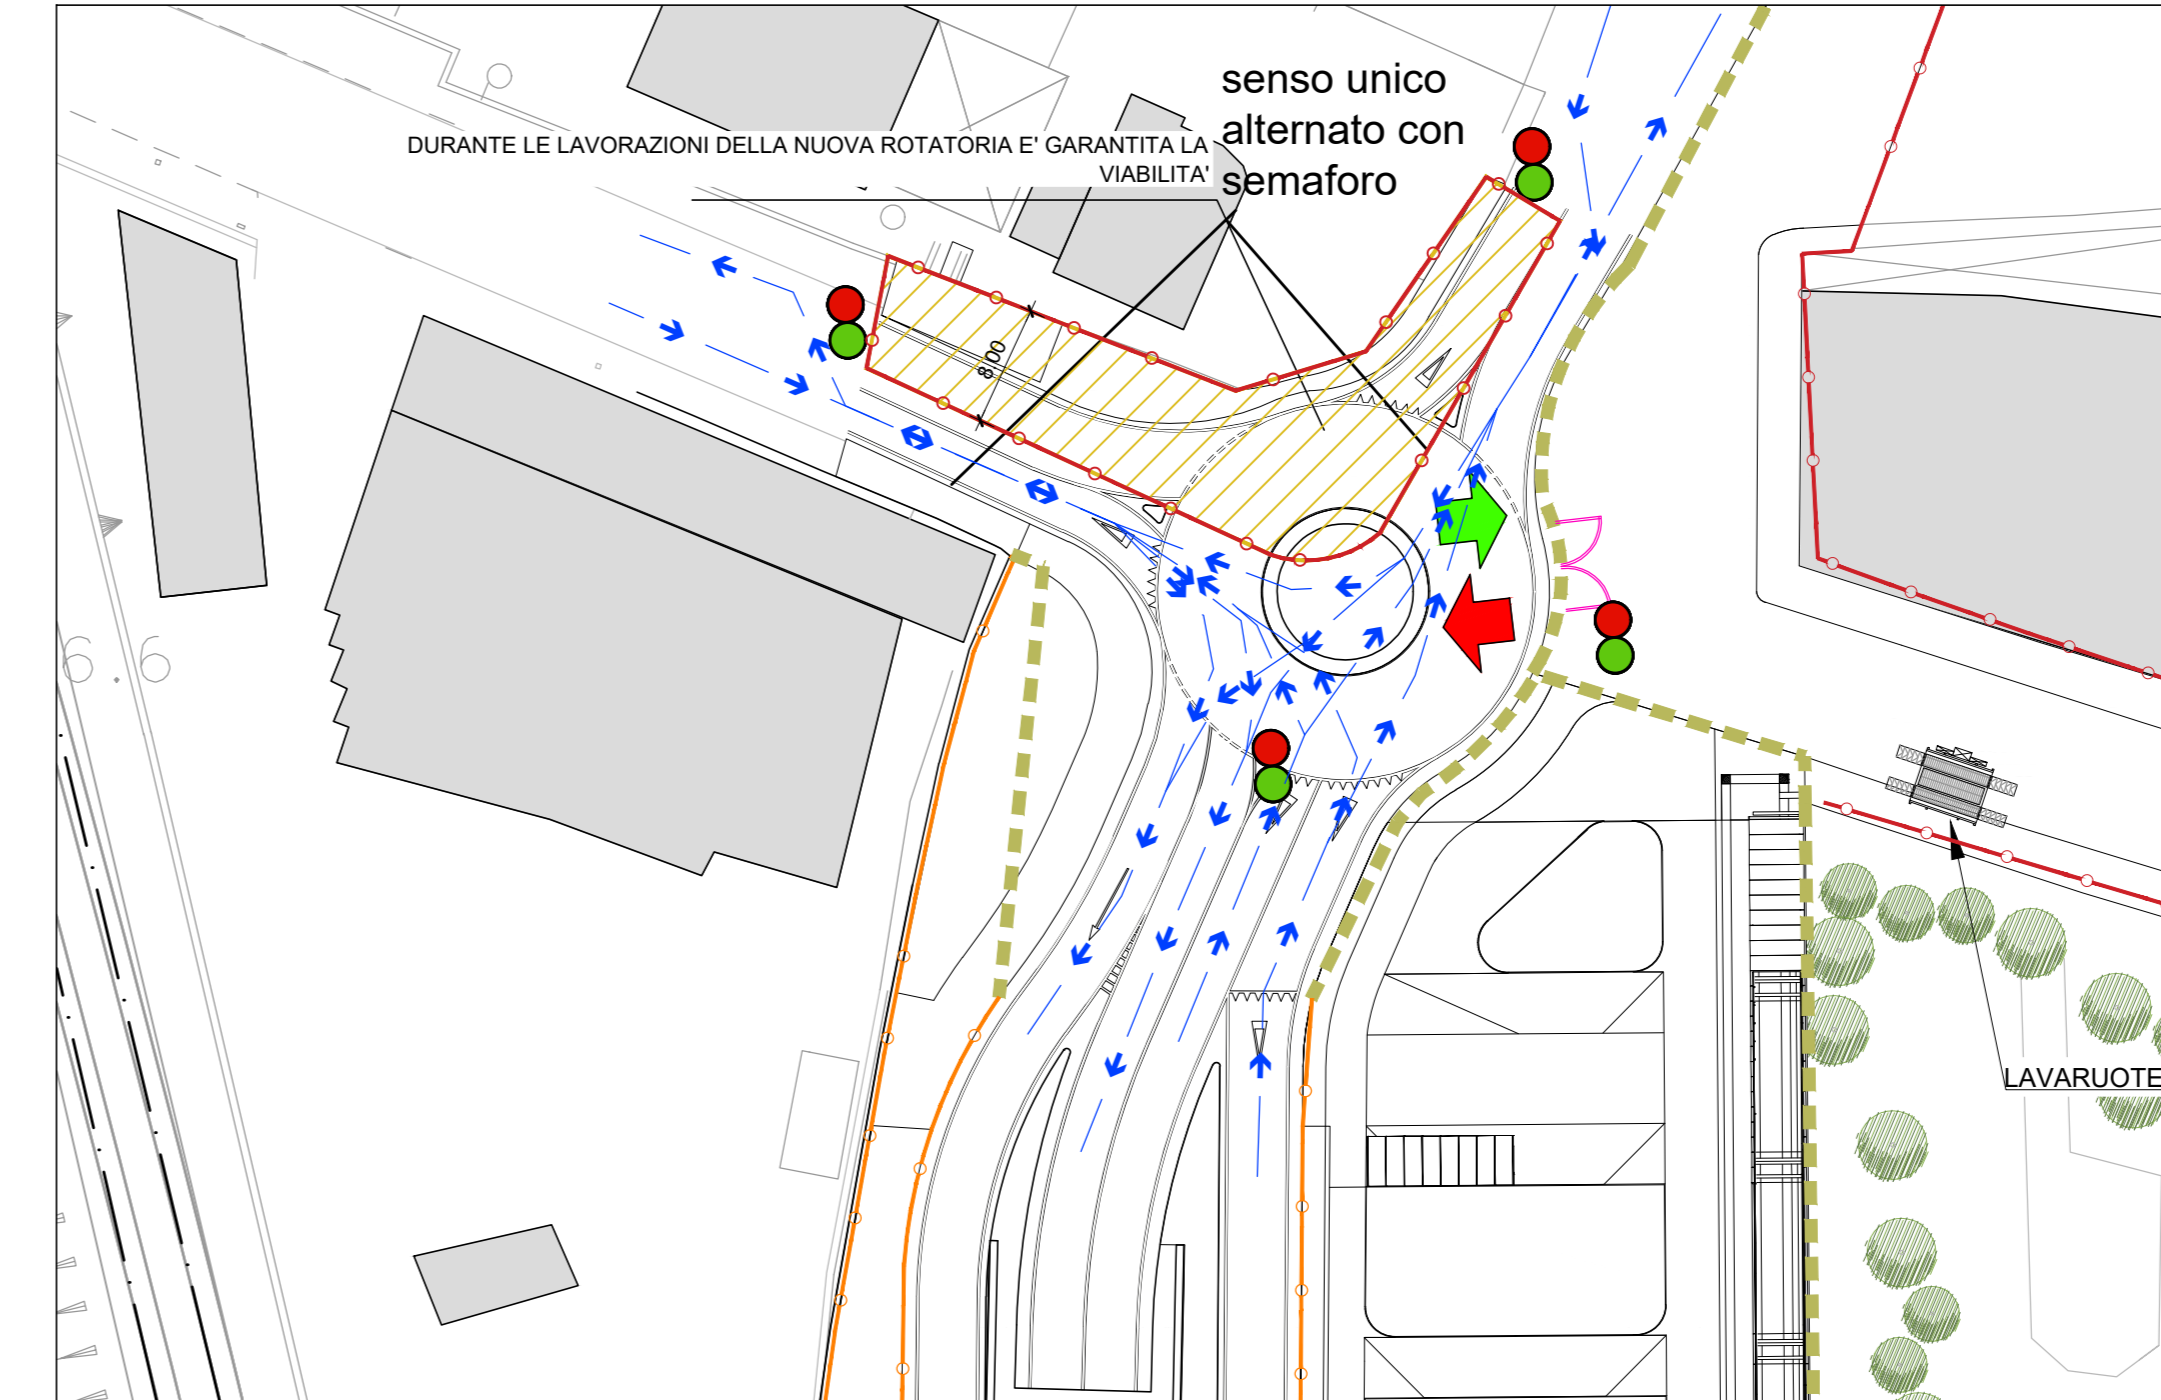 senso unico
alternato con
semaforo
DURANTE LE LAVORAZIONI DELLA NUOVA ROTATORIA E' GARANTITA LA
VIABILITA'
8.00
LAVARUOTE